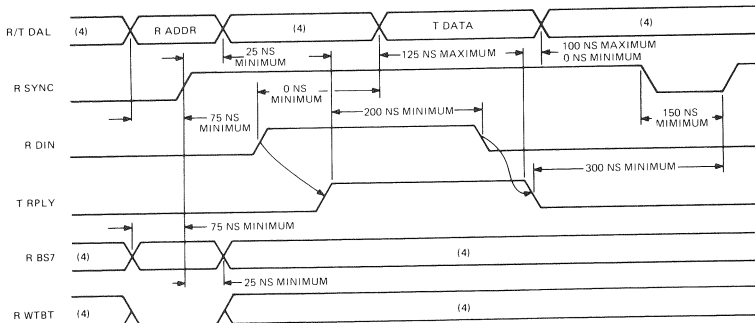 R/T DAL (4) R ADDR (4) T DATA (4)
25 NS MINIMUM
125 NS MAXIMUM
100 NS MAXIMUM
0 NS MINIMUM
R SYNC
0 NS MINIMUM
75 NS MINIMUM
200 NS MINIMUM
150 NS MIMIMUM
R DIN
300 NS MINIMUM
T RPLY
75 NS MINIMUM
R BS7 (4) (4)
25 NS MINIMUM
R WTBT (4) (4)